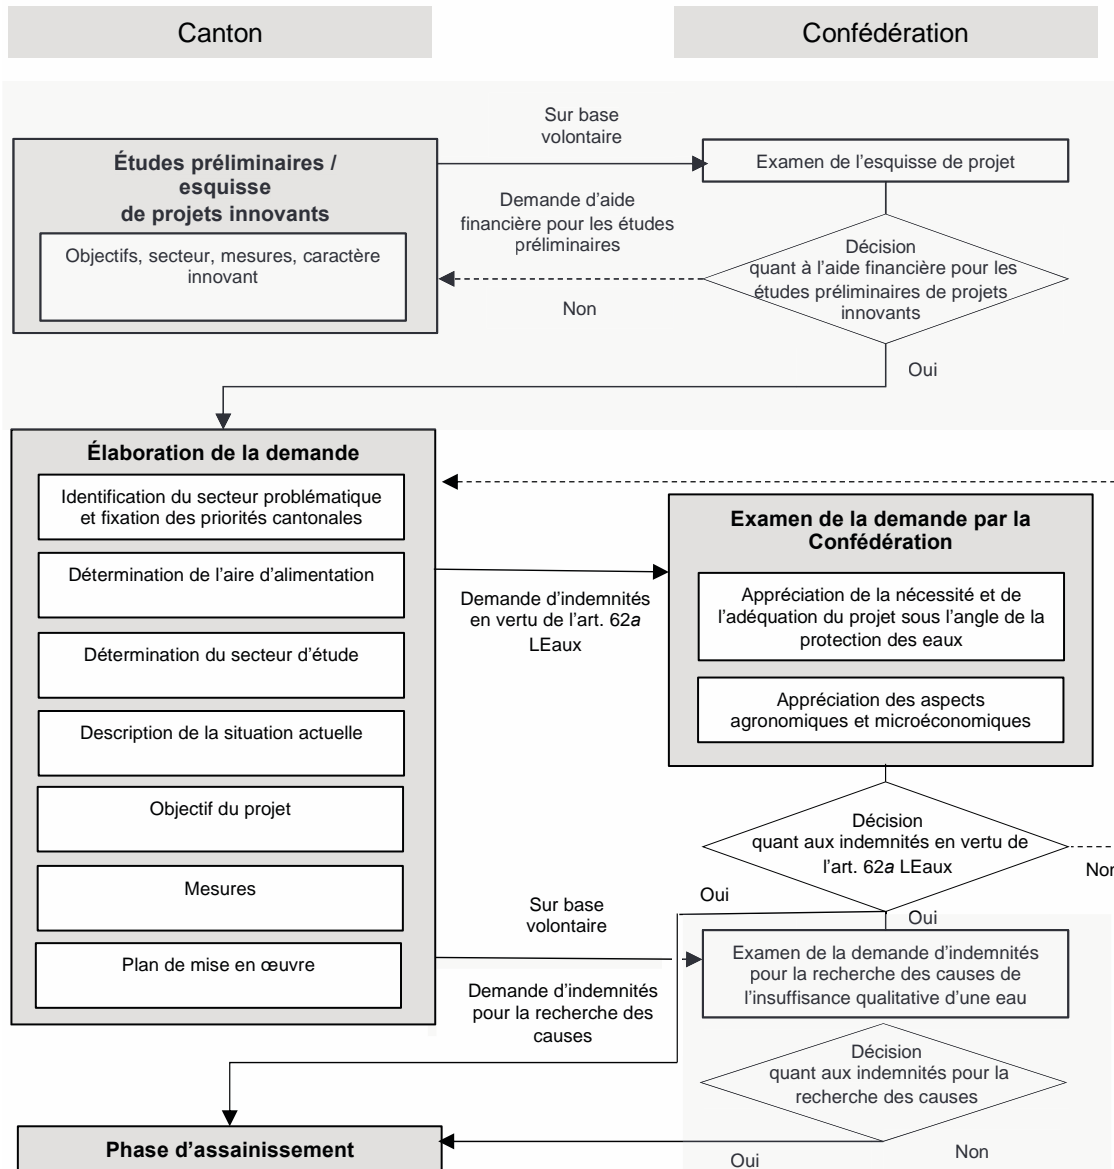 Canton
Confédération
Sur base
volontaire
Études préliminaires /
esquisse
de projets innovants
Examen de l'esquisse de projet
Demande d'aide
financière pour les études
préliminaires
Objectifs, secteur, mesures, caractère
innovant
Décision
quant à l'aide financière pour les
études préliminaires de projets
innovants
Non
Oui
Élaboration de la demande
Identification du secteur problématique
et fixation des priorités cantonales
Détermination de l'aire d'alimentation
Détermination du secteur d'étude
Description de la situation actuelle
Objectif du projet
Mesures
Plan de mise en œuvre
Demande d'indemnités
en vertu de l'art. 62a
LEaux
Examen de la demande par la
Confédération
Appréciation de la nécessité et de
l'adéquation du projet sous l'angle de la
protection des eaux
Appréciation des aspects
agronomiques et microéconomiques
Décision
quant aux indemnités en vertu de
l'art. 62a LEaux
Non
Oui
Oui
Sur base
volontaire
Demande d'indemnités
pour la recherche des
causes
Examen de la demande d'indemnités
pour la recherche des causes de
l'insuffisance qualitative d'une eau
Décision
quant aux indemnités pour la
recherche des causes
Phase d'assainissement
Oui
Non